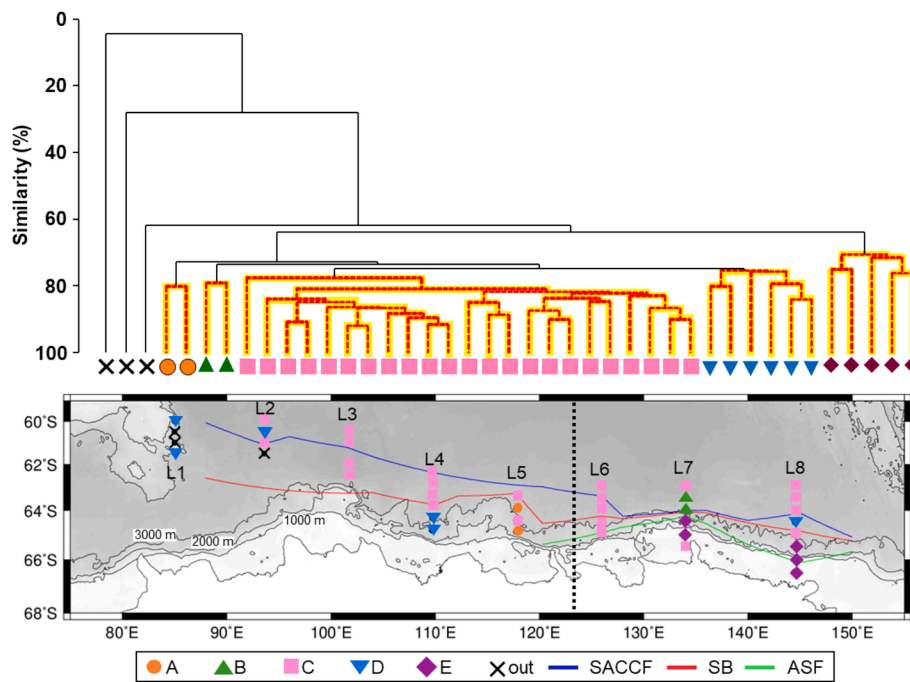 Similarity (%)
0
20
40
60
80
100
60°S
62°S
64°S
66°S
68°S
L1
L2
L3
L4
L5
L6
L7
L8
3000 m
2000 m
1000 m
80°E
90°E
100°E
110°E
120°E
130°E
140°E
150°E
A B C D E out SACCF SB ASF